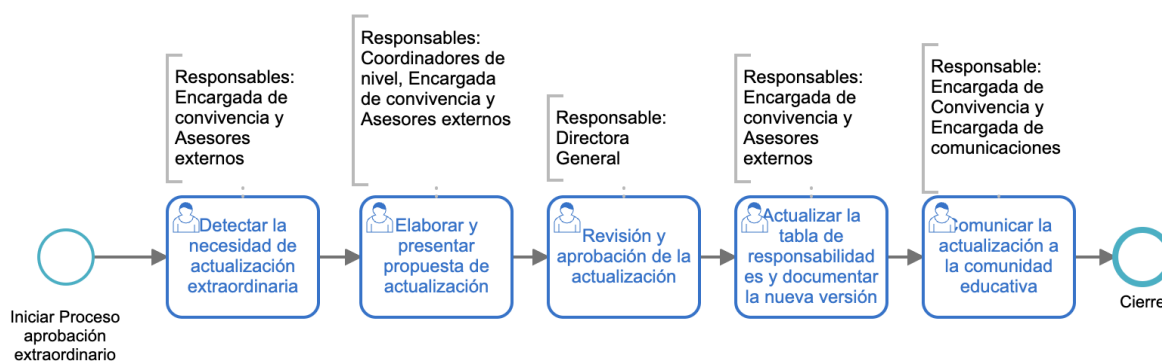 Responsables:
Encargada de
convivencia y
Asesores
externos
Responsables:
Coordinadores de
nivel, Encargada
de convivencia y
Asesores externos
Responsable:
Directora
General
Responsables:
Encargada de
convivencia y
Asesores
externos
Responsable:
Encargada de
Convivencia y
Encargada de
comunicaciones
Iniciar Proceso
aprobación
extraordinario
Detectar la
necesidad de
actualización
extraordinaria
Elaborar y
presentar
propuesta de
actualización
Revisión y
aprobación de la
actualización
Actualizar la
tabla de
responsabilidad
es y documentar
la nueva versión
Comunicar la
actualización a
la comunidad
educativa
Cierre